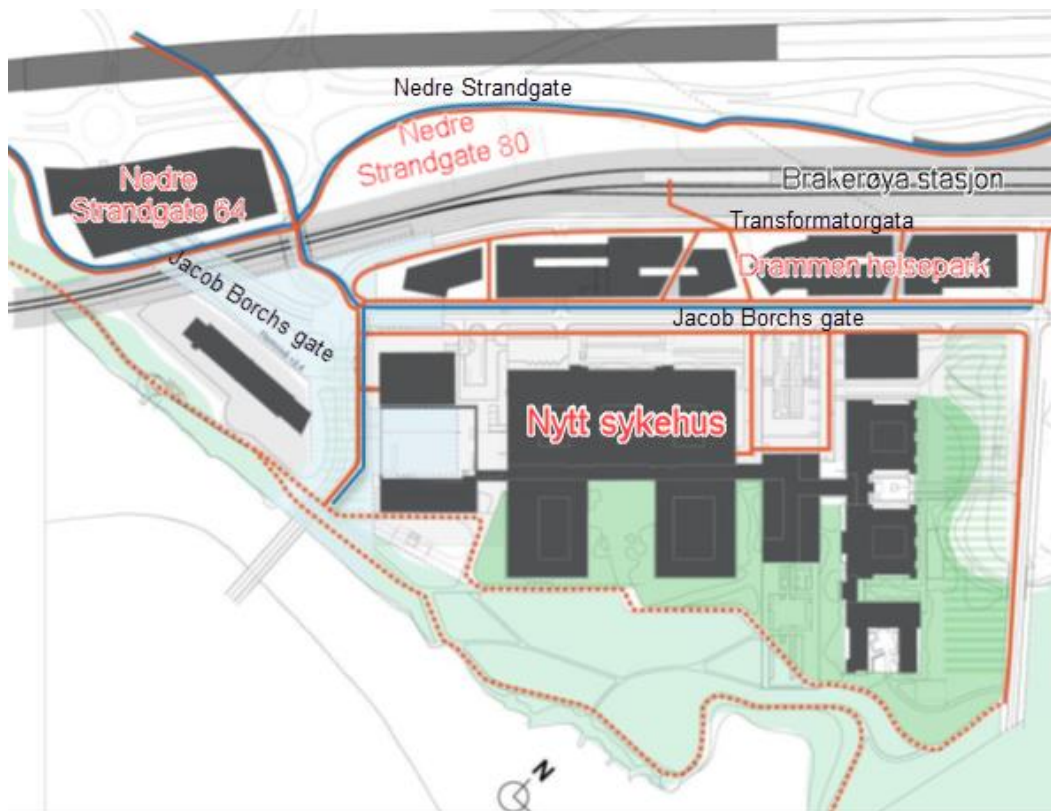 Nedre Strandgate
Nedre
Strandgate 80
Nedre
Strandgate 64
Brakerøya stasjon
Transformatorgata
Drammen helsepark
Jacob Borchs gate
Jacob Borchs gate
Nytt sykehus
N